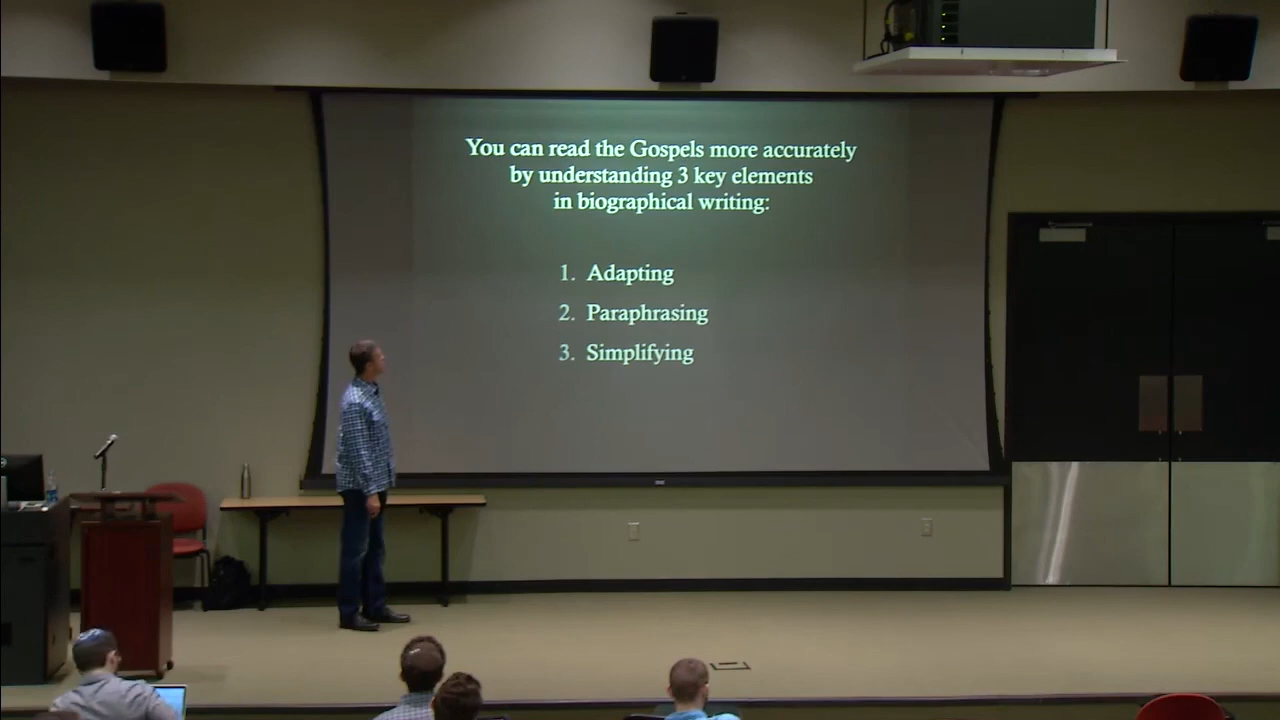 You can read the Gospels more accurately
by understanding 3 key elements
in biographical writing:
1. Adapting
2. Paraphrasing
3. Simplifying